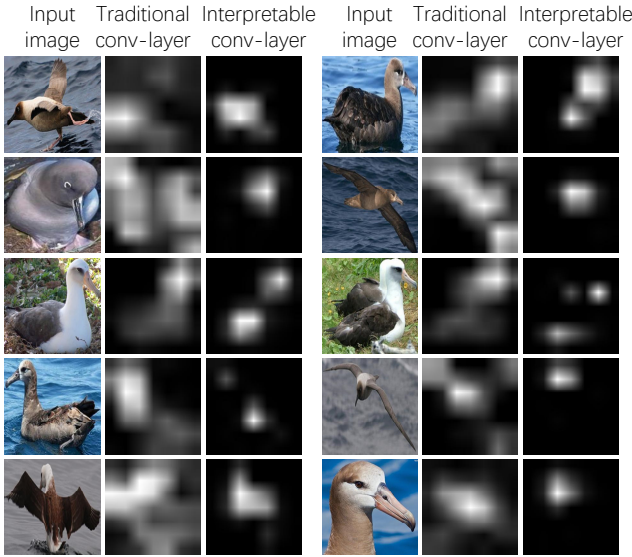 Input Traditional Interpretable Input Traditional Interpretable
image conv-layer conv-layer image conv-layer conv-layer